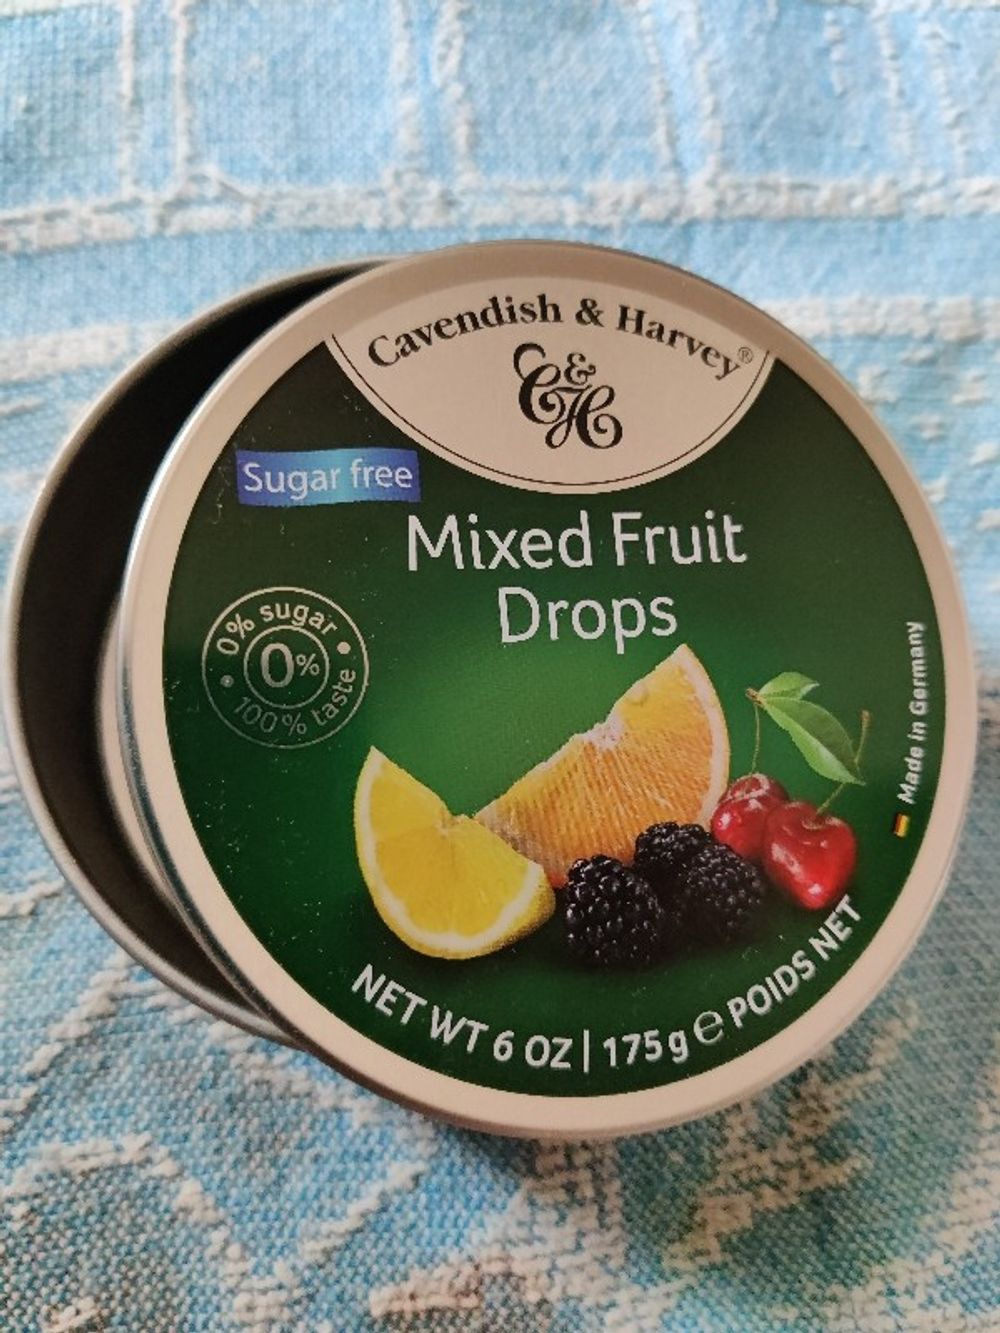 Cavendish & Harvey®
C&H
Sugar free
Mixed Fruit
Drops
0% sugar
0%
100% taste
Made in Germany
NET WT 6 OZ | 175 g ℮ POIDS NET